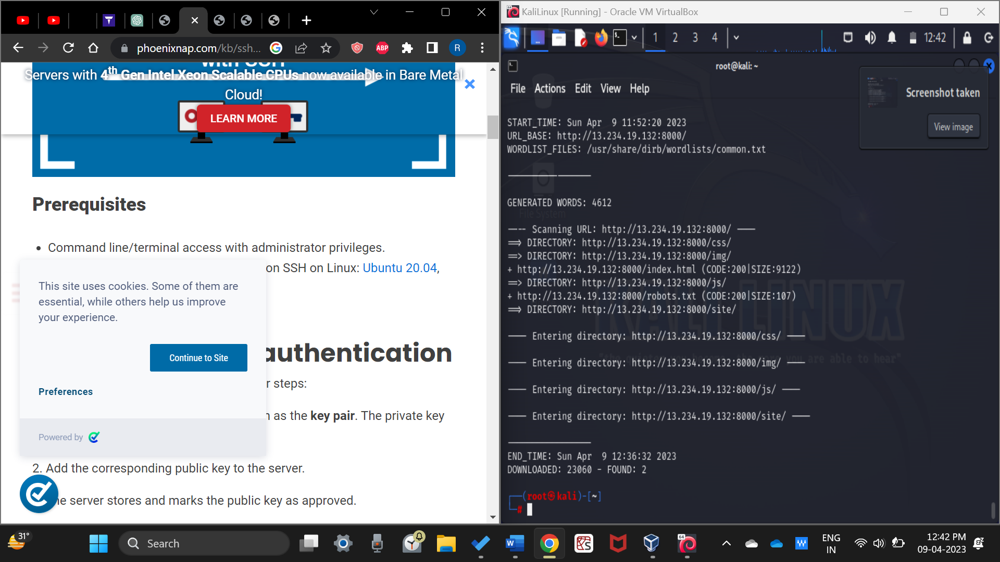 phoenixnap.com/kb/ssh...
ABP
R
Servers with 4th Gen Intel Xeon Scalable CPUs now available in Bare Metal
Cloud!
LEARN MORE
Prerequisites
Command line/terminal access with administrator privileges.
on SSH on Linux: Ubuntu 20.04,
This site uses cookies. Some of them are
essential, while others help us improve
your experience.
Continue to Site
Preferences
Powered by
authentication
r steps:
as the key pair. The private key
2. Add the corresponding public key to the server.
server stores and marks the public key as approved.
KaliLinux [Running] - Oracle VM VirtualBox
1 2 3 4
12:42
root@kali: ~
File Actions Edit View Help
Screenshot taken
View image
START_TIME: Sun Apr  9 11:52:20 2023
URL_BASE: http://13.234.19.132:8000/
WORDLIST_FILES: /usr/share/dirb/wordlists/common.txt
GENERATED WORDS: 4612
File System
---- Scanning URL: http://13.234.19.132:8000/ ----
==> DIRECTORY: http://13.234.19.132:8000/css/
==> DIRECTORY: http://13.234.19.132:8000/img/
+ http://13.234.19.132:8000/index.html (CODE:200|SIZE:9122)
==> DIRECTORY: http://13.234.19.132:8000/js/
+ http://13.234.19.132:8000/robots.txt (CODE:200|SIZE:107)
==> DIRECTORY: http://13.234.19.132:8000/site/
KALI LINUX
---- Entering directory: http://13.234.19.132:8000/css/ ----
---- Entering directory: http://13.234.19.132:8000/img/ ----
---- Entering directory: http://13.234.19.132:8000/js/ ----
---- Entering directory: http://13.234.19.132:8000/site/ ----
END_TIME: Sun Apr  9 12:36:32 2023
DOWNLOADED: 23060 - FOUND: 2
(root㉿kali)-[~]
#
31°
Search
ENG
IN
12:42 PM
09-04-2023